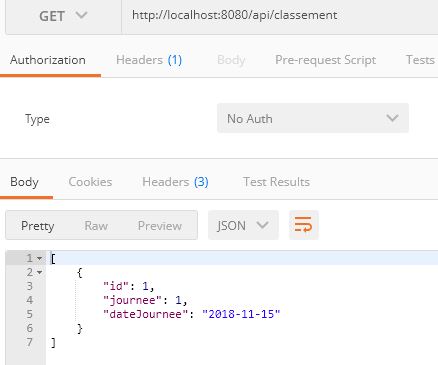 GET http://localhost:8080/api/classement
Authorization Headers (1) Body Pre-request Script Tests
Type No Auth
Body Cookies Headers (3) Test Results
Pretty Raw Preview JSON
1 [
2 {
3 "id": 1,
4 "journee": 1,
5 "dateJournee": "2018-11-15"
6 }
7 ]